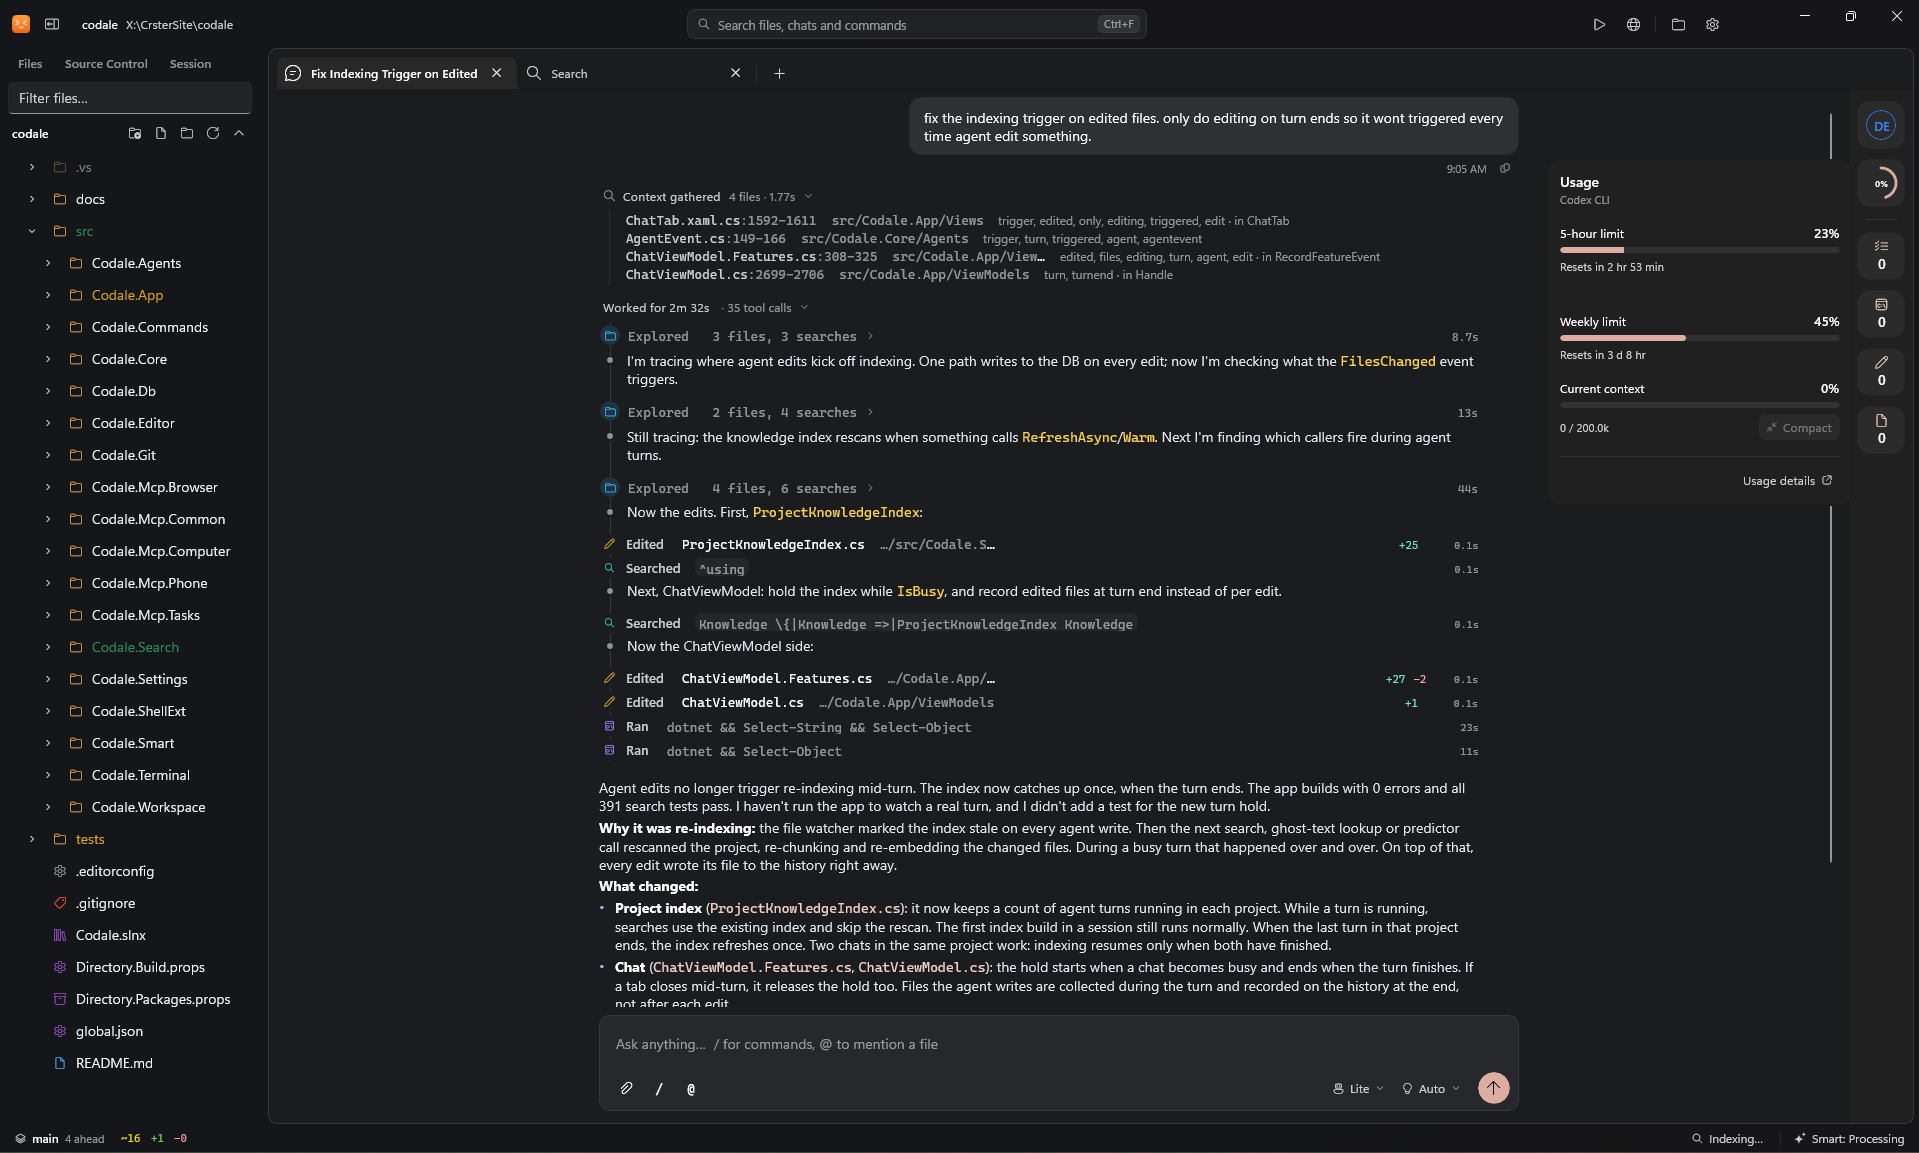 codale X:\CrsterSite\codale
Search files, chats and commands Ctrl+F
Files Source Control Session
Filter files...
codale
.vs
docs
src
Codale.Agents
Codale.App
Codale.Commands
Codale.Core
Codale.Db
Codale.Editor
Codale.Git
Codale.Mcp.Browser
Codale.Mcp.Common
Codale.Mcp.Computer
Codale.Mcp.Phone
Codale.Mcp.Tasks
Codale.Search
Codale.Settings
Codale.ShellExt
Codale.Smart
Codale.Terminal
Codale.Workspace
tests
.editorconfig
.gitignore
Codale.slnx
Directory.Build.props
Directory.Packages.props
global.json
README.md
Fix Indexing Trigger on Edited
Search
fix the indexing trigger on edited files. only do editing on turn ends so it wont triggered every
time agent edit something.
9:05 AM
Context gathered 4 files · 1.77s
ChatTab.xaml.cs:1592-1611 src/Codale.App/Views trigger, edited, only, editing, triggered, edit · in ChatTab
AgentEvent.cs:149-166 src/Codale.Core/Agents trigger, turn, triggered, agent, agentevent
ChatViewModel.Features.cs:308-325 src/Codale.App/View… edited, files, editing, turn, agent, edit · in RecordFeatureEvent
ChatViewModel.cs:2699-2706 src/Codale.App/ViewModels turn, turnend · in Handle
Worked for 2m 32s · 35 tool calls
Explored 3 files, 3 searches 8.7s
I'm tracing where agent edits kick off indexing. One path writes to the DB on every edit; now I'm checking what the FilesChanged event
triggers.
Explored 2 files, 4 searches 13s
Still tracing: the knowledge index rescans when something calls RefreshAsync/Warm. Next I'm finding which callers fire during agent
turns.
Explored 4 files, 6 searches 44s
Now the edits. First, ProjectKnowledgeIndex:
Edited ProjectKnowledgeIndex.cs …/src/Codale.S… +25 0.1s
Searched ^using 0.1s
Next, ChatViewModel: hold the index while IsBusy, and record edited files at turn end instead of per edit.
Searched Knowledge \{|Knowledge =>|ProjectKnowledgeIndex Knowledge 0.1s
Now the ChatViewModel side:
Edited ChatViewModel.Features.cs …/Codale.App/… +27 −2 0.1s
Edited ChatViewModel.cs …/Codale.App/ViewModels +1 0.1s
Ran dotnet && Select-String && Select-Object 23s
Ran dotnet && Select-Object 11s
Agent edits no longer trigger re-indexing mid-turn. The index now catches up once, when the turn ends. The app builds with 0 errors and all
391 search tests pass. I haven't run the app to watch a real turn, and I didn't add a test for the new turn hold.
Why it was re-indexing: the file watcher marked the index stale on every agent write. Then the next search, ghost-text lookup or predictor
call rescanned the project, re-chunking and re-embedding the changed files. During a busy turn that happened over and over. On top of that,
every edit wrote its file to the history right away.
What changed:
• Project index (ProjectKnowledgeIndex.cs): it now keeps a count of agent turns running in each project. While a turn is running,
searches use the existing index and skip the rescan. The first index build in a session still runs normally. When the last turn in that project
ends, the index refreshes once. Two chats in the same project work: indexing resumes only when both have finished.
• Chat (ChatViewModel.Features.cs, ChatViewModel.cs): the hold starts when a chat becomes busy and ends when the turn finishes. If
a tab closes mid-turn, it releases the hold too. Files the agent writes are collected during the turn and recorded on the history at the end,
not after each edit.
Ask anything... / for commands, @ to mention a file
/ @
Lite Auto
Usage
Codex CLI
5-hour limit 23%
Resets in 2 hr 53 min
Weekly limit 45%
Resets in 3 d 8 hr
Current context 0%
0 / 200.0k Compact
Usage details
DE
0%
0
0
0
0
main 4 ahead ~16 +1 −0
Indexing... Smart: Processing